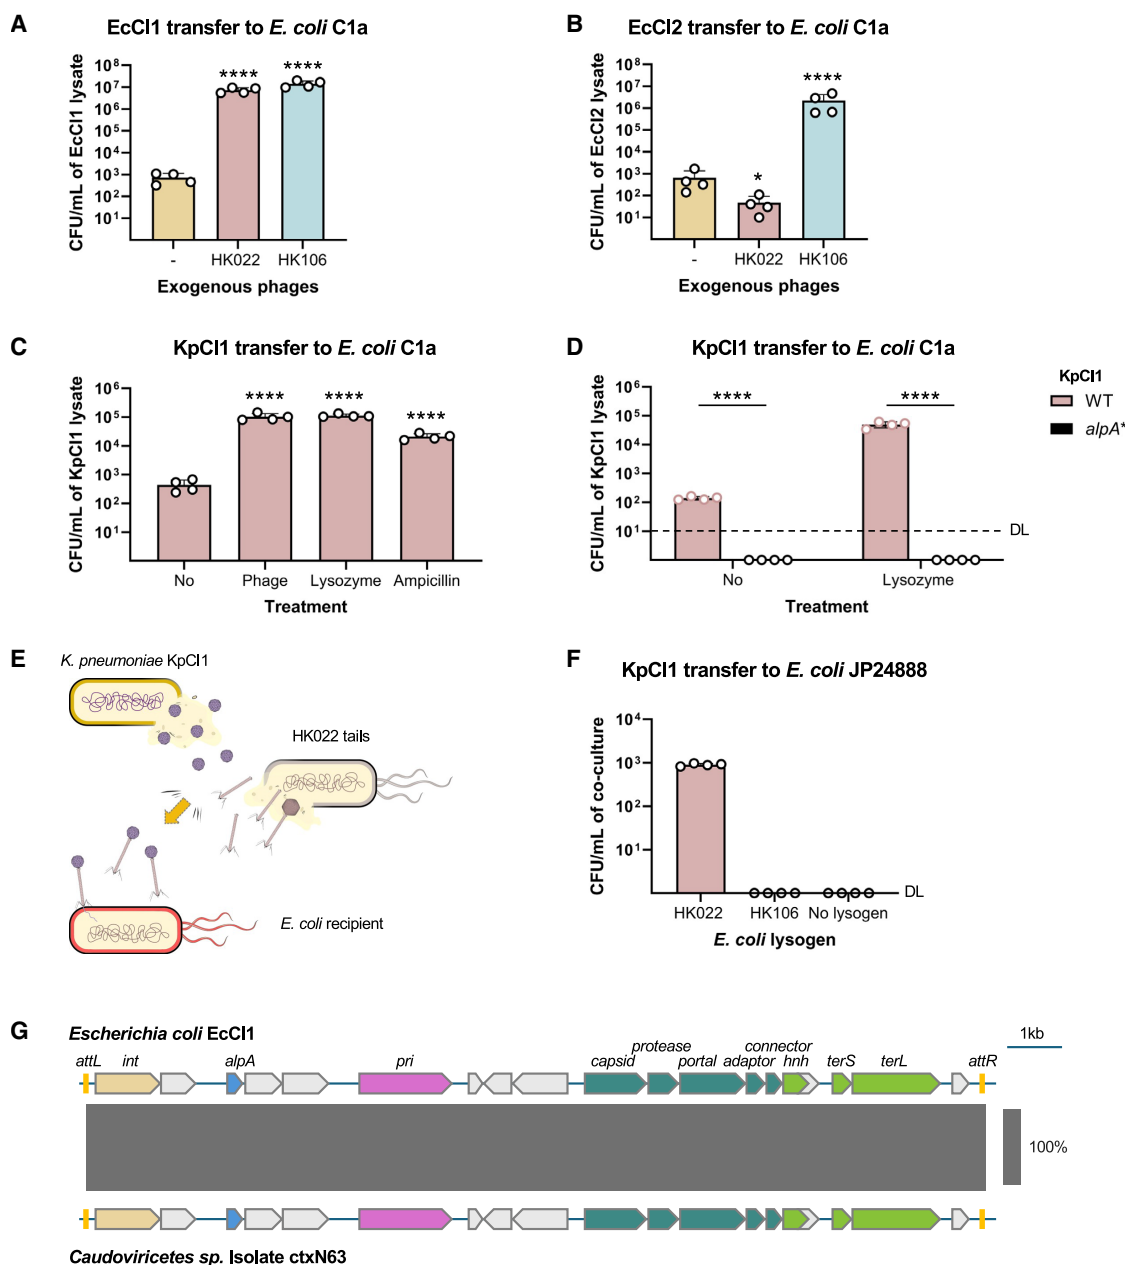 A
EcCI1 transfer to E. coli C1a
CFU/mL of EcCI1 lysate
10⁸
10⁷
10⁶
10⁵
10⁴
10³
10²
10¹
****
****
- HK022 HK106
Exogenous phages
B
EcCI2 transfer to E. coli C1a
CFU/mL of EcCI2 lysate
10⁸
10⁷
10⁶
10⁵
10⁴
10³
10²
10¹
*
****
- HK022 HK106
Exogenous phages
C
KpCI1 transfer to E. coli C1a
CFU/mL of KpCI1 lysate
10⁶
10⁵
10⁴
10³
10²
10¹
****
****
****
No Phage Lysozyme Ampicillin
Treatment
D
KpCI1 transfer to E. coli C1a
CFU/mL of KpCI1 lysate
10⁶
10⁵
10⁴
10³
10²
10¹
****
****
DL
No Lysozyme
Treatment
KpCI1
WT
alpA*
E
K. pneumoniae KpCI1
HK022 tails
E. coli recipient
F
KpCI1 transfer to E. coli JP24888
CFU/mL of co-culture
10⁴
10³
10²
10¹
DL
HK022 HK106 No lysogen
E. coli lysogen
G
Escherichia coli EcCI1
1kb
protease connector
attL int alpA pri capsid portal adaptor hnh terS terL attR
100%
Caudoviricetes sp. Isolate ctxN63